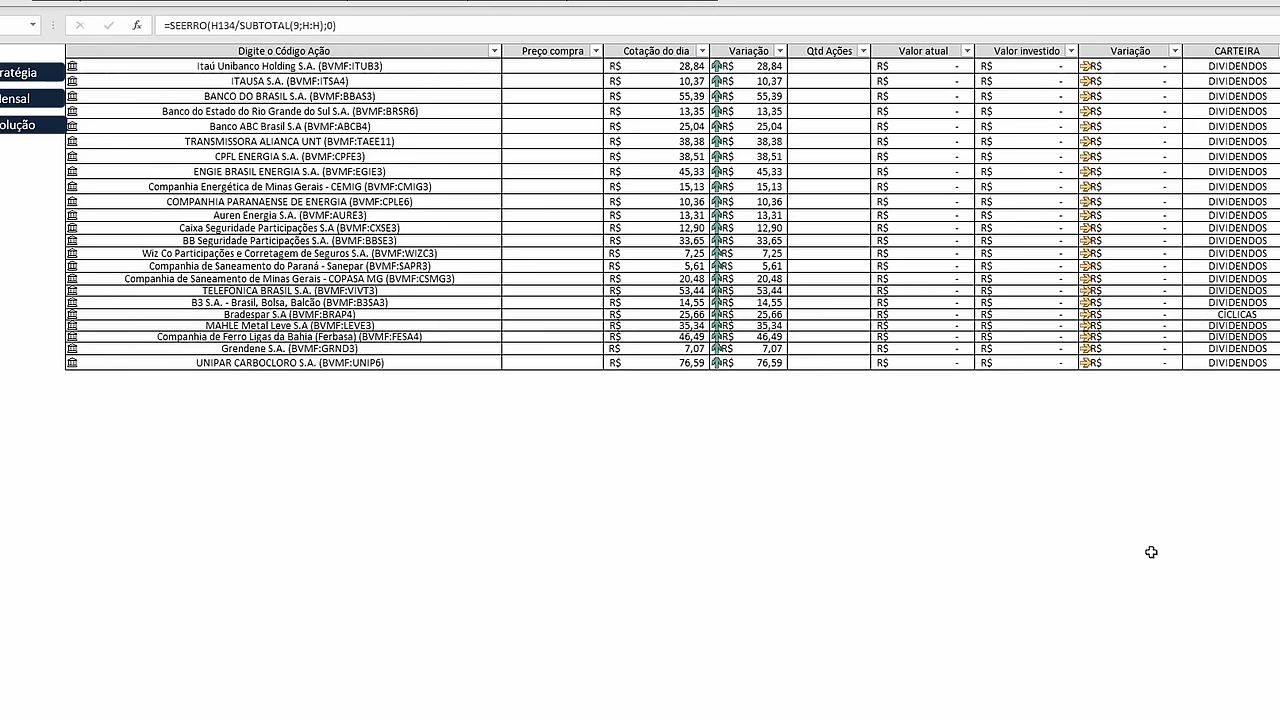 =SEERRO(H134/SUBTOTAL(9;H:H);0)
Digite o Código Ação Preço compra Cotação do dia Variação Qtd Ações Valor atual Valor investido Variação CARTEIRA
ratégia
ensal
olução
Itaú Unibanco Holding S.A. (BVMF:ITUB3) R$ 28,84 R$ 28,84 R$ - R$ - R$ - DIVIDENDOS
ITAUSA S.A. (BVMF:ITSA4) R$ 10,37 R$ 10,37 R$ - R$ - R$ - DIVIDENDOS
BANCO DO BRASIL S.A. (BVMF:BBAS3) R$ 55,39 R$ 55,39 R$ - R$ - R$ - DIVIDENDOS
Banco do Estado do Rio Grande do Sul S.A. (BVMF:BRSR6) R$ 13,35 R$ 13,35 R$ - R$ - R$ - DIVIDENDOS
Banco ABC Brasil S.A (BVMF:ABCB4) R$ 25,04 R$ 25,04 R$ - R$ - R$ - DIVIDENDOS
TRANSMISSORA ALIANCA UNT (BVMF:TAEE11) R$ 38,38 R$ 38,38 R$ - R$ - R$ - DIVIDENDOS
CPFL ENERGIA S.A. (BVMF:CPFE3) R$ 38,51 R$ 38,51 R$ - R$ - R$ - DIVIDENDOS
ENGIE BRASIL ENERGIA S.A. (BVMF:EGIE3) R$ 45,33 R$ 45,33 R$ - R$ - R$ - DIVIDENDOS
Companhia Energética de Minas Gerais - CEMIG (BVMF:CMIG3) R$ 15,13 R$ 15,13 R$ - R$ - R$ - DIVIDENDOS
COMPANHIA PARANAENSE DE ENERGIA (BVMF:CPLE6) R$ 10,36 R$ 10,36 R$ - R$ - R$ - DIVIDENDOS
Auren Energia S.A. (BVMF:AURE3) R$ 13,31 R$ 13,31 R$ - R$ - R$ - DIVIDENDOS
Caixa Seguridade Participações S.A (BVMF:CXSE3) R$ 12,90 R$ 12,90 R$ - R$ - R$ - DIVIDENDOS
BB Seguridade Participações S.A (BVMF:BBSE3) R$ 33,65 R$ 33,65 R$ - R$ - R$ - DIVIDENDOS
Wiz Co Participações e Corretagem de Seguros S.A. (BVMF:WIZC3) R$ 7,25 R$ 7,25 R$ - R$ - R$ - DIVIDENDOS
Companhia de Saneamento do Paraná - Sanepar (BVMF:SAPR3) R$ 5,61 R$ 5,61 R$ - R$ - R$ - DIVIDENDOS
Companhia de Saneamento de Minas Gerais - COPASA MG (BVMF:CSMG3) R$ 20,48 R$ 20,48 R$ - R$ - R$ - DIVIDENDOS
TELEFONICA BRASIL S.A. (BVMF:VIVT3) R$ 53,44 R$ 53,44 R$ - R$ - R$ - DIVIDENDOS
B3 S.A. - Brasil, Bolsa, Balcão (BVMF:B3SA3) R$ 14,55 R$ 14,55 R$ - R$ - R$ - DIVIDENDOS
Bradespar S.A (BVMF:BRAP4) R$ 25,66 R$ 25,66 R$ - R$ - R$ - CÍCLICAS
MAHLE Metal Leve S.A (BVMF:LEVE3) R$ 35,34 R$ 35,34 R$ - R$ - R$ - DIVIDENDOS
Companhia de Ferro Ligas da Bahia (Ferbasa) (BVMF:FESA4) R$ 46,49 R$ 46,49 R$ - R$ - R$ - DIVIDENDOS
Grendene S.A. (BVMF:GRND3) R$ 7,07 R$ 7,07 R$ - R$ - R$ - DIVIDENDOS
UNIPAR CARBOCLORO S.A. (BVMF:UNIP6) R$ 76,59 R$ 76,59 R$ - R$ - R$ - DIVIDENDOS